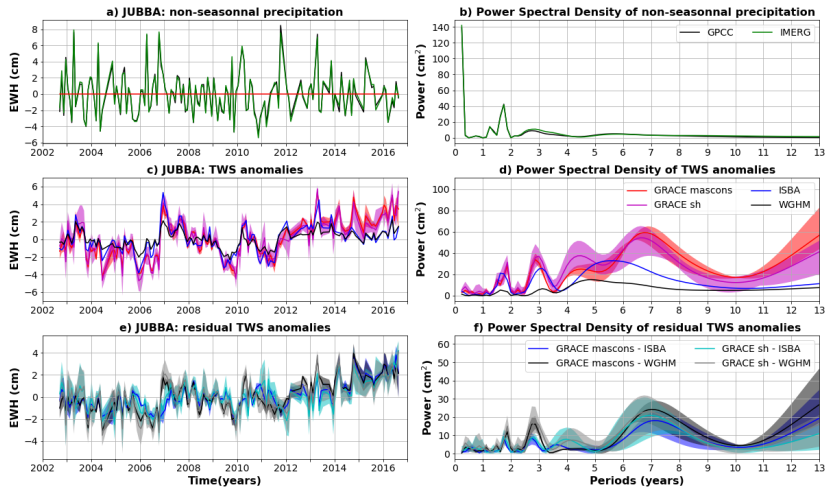 a) JUBBA: non-seasonnal precipitation
EWH (cm)
8
6
4
2
0
−2
−4
−6
2002 2004 2006 2008 2010 2012 2014 2016
b) Power Spectral Density of non-seasonnal precipitation
GPCC IMERG
Power (cm2)
140
120
100
80
60
40
20
0
0 1 2 3 4 5 6 7 8 9 10 11 12 13
c) JUBBA: TWS anomalies
EWH (cm)
6
4
2
0
−2
−4
−6
2002 2004 2006 2008 2010 2012 2014 2016
d) Power Spectral Density of TWS anomalies
GRACE mascons ISBA
GRACE sh WGHM
Power (cm2)
100
80
60
40
20
0
0 1 2 3 4 5 6 7 8 9 10 11 12 13
e) JUBBA: residual TWS anomalies
EWH (cm)
4
2
0
−2
−4
2002 2004 2006 2008 2010 2012 2014 2016
Time(years)
f) Power Spectral Density of residual TWS anomalies
GRACE mascons - ISBA GRACE sh - ISBA
GRACE mascons - WGHM GRACE sh - WGHM
Power (cm2)
60
50
40
30
20
10
0
0 1 2 3 4 5 6 7 8 9 10 11 12 13
Periods (years)